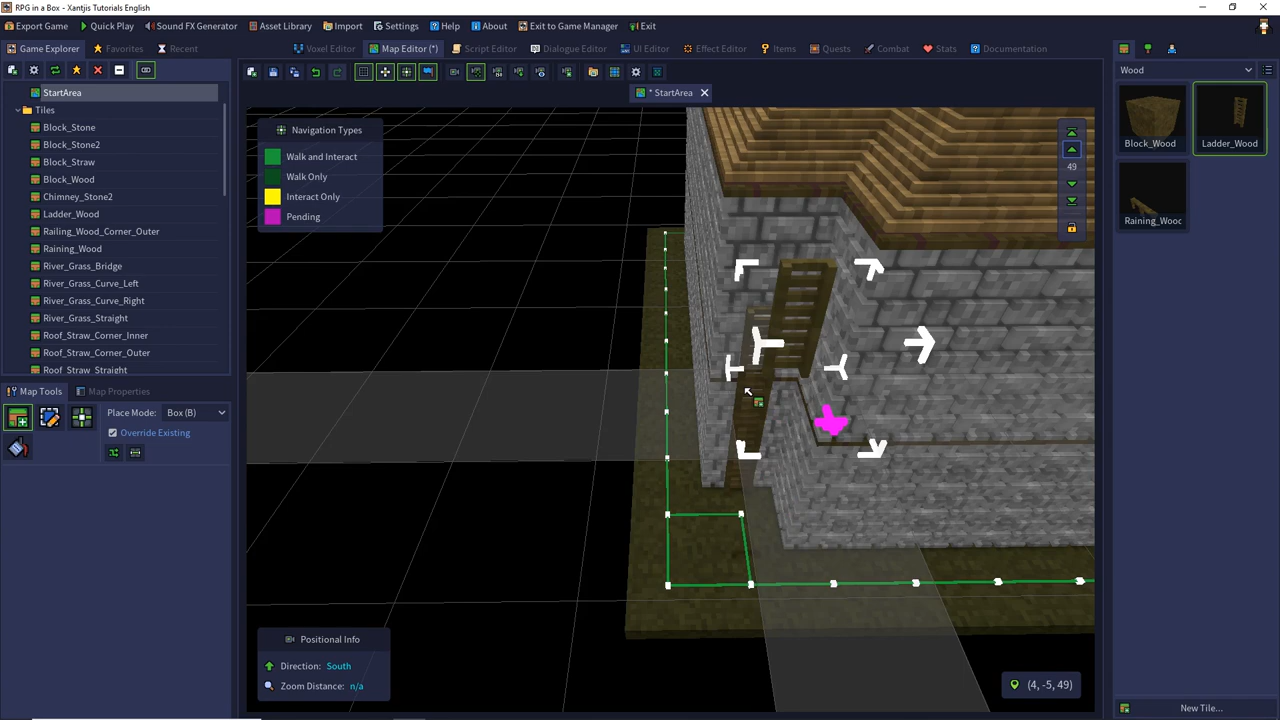 RPG in a Box - Xantjis Tutorials English
Export Game Quick Play Sound FX Generator Asset Library Import Settings Help About Exit to Game Manager Exit
Game Explorer Favorites Recent Voxel Editor Map Editor (*) Script Editor Dialogue Editor UI Editor Effect Editor Items Quests Combat Stats Documentation
* StartArea
StartArea
Tiles
Block_Stone
Block_Stone2
Block_Straw
Block_Wood
Chimney_Stone2
Ladder_Wood
Railing_Wood_Corner_Outer
Raining_Wood
River_Grass_Bridge
River_Grass_Curve_Left
River_Grass_Curve_Right
River_Grass_Straight
Roof_Straw_Corner_Inner
Roof_Straw_Corner_Outer
Roof_Straw_Straight
Map Tools Map Properties
Place Mode: Box (B)
Override Existing
Navigation Types
Walk and Interact
Walk Only
Interact Only
Pending
49
Positional Info
Direction: South
Zoom Distance: n/a
(4, -5, 49)
Wood
Block_Wood Ladder_Wood
Raining_Wood
New Tile...